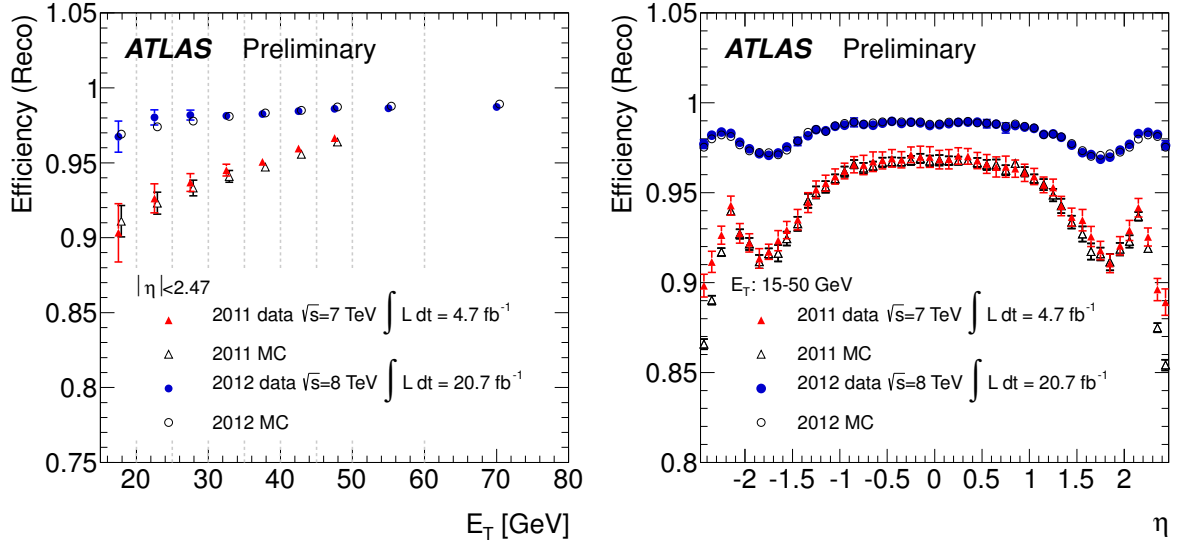 Efficiency (Reco)
1.05
1
0.95
0.9
0.85
0.8
0.75
ATLAS Preliminary
|η|<2.47
2011 data √s=7 TeV ∫ L dt = 4.7 fb⁻¹
2011 MC
2012 data √s=8 TeV ∫ L dt = 20.7 fb⁻¹
2012 MC
20 30 40 50 60 70 80
E_T [GeV]
Efficiency (Reco)
1.05
1
0.95
0.9
0.85
0.8
ATLAS Preliminary
E_T: 15-50 GeV
2011 data √s=7 TeV ∫ L dt = 4.7 fb⁻¹
2011 MC
2012 data √s=8 TeV ∫ L dt = 20.7 fb⁻¹
2012 MC
-2 -1.5 -1 -0.5 0 0.5 1 1.5 2
η